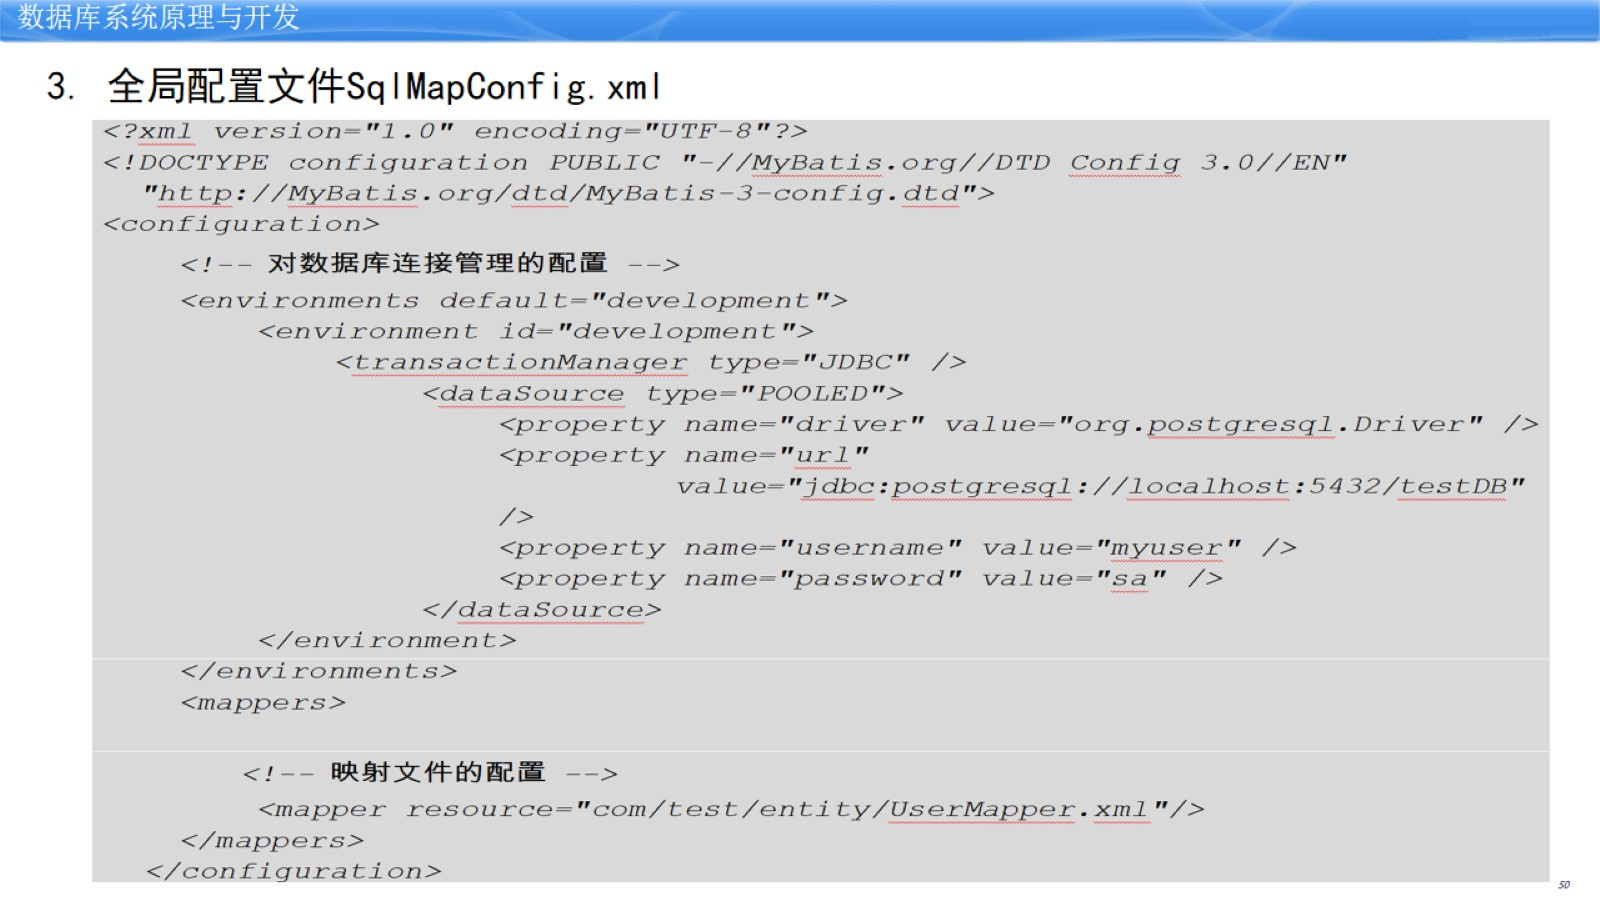 数据库系统原理与开发
3. 全局配置文件SqlMapConfig.xml
<?xml version="1.0" encoding="UTF-8"?>
<!DOCTYPE configuration PUBLIC "-//MyBatis.org//DTD Config 3.0//EN"
"http://MyBatis.org/dtd/MyBatis-3-config.dtd">
<configuration>
<!-- 对数据库连接管理的配置 -->
<environments default="development">
<environment id="development">
<transactionManager type="JDBC" />
<dataSource type="POOLED">
<property name="driver" value="org.postgresql.Driver" />
<property name="url"
value="jdbc:postgresql://localhost:5432/testDB"
/>
<property name="username" value="myuser" />
<property name="password" value="sa" />
</dataSource>
</environment>
</environments>
<mappers>
<!-- 映射文件的配置 -->
<mapper resource="com/test/entity/UserMapper.xml"/>
</mappers>
</configuration>
50